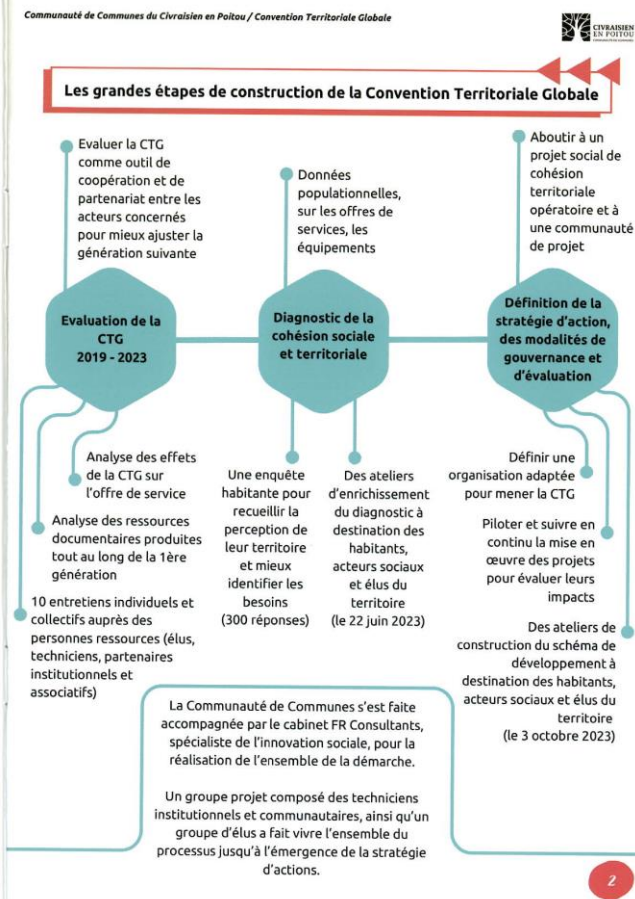 Communauté de Communes du Civraisien en Poitou / Convention Territoriale Globale
CIVRAISIEN
EN POITOU
Les grandes étapes de construction de la Convention Territoriale Globale
Evaluer la CTG
comme outil de
coopération et de
partenariat entre les
acteurs concernés
pour mieux ajuster la
génération suivante
Données
populationnelles,
sur les offres de
services, les
équipements
Aboutir à un
projet social de
cohésion
territoriale
opératoire et à
une communauté
de projet
Evaluation de la
CTG
2019 - 2023
Diagnostic de la
cohésion sociale
et territoriale
Définition de la
stratégie d'action,
des modalités de
gouvernance et
d'évaluation
Analyse des effets
de la CTG sur
l'offre de service
Analyse des ressources
documentaires produites
tout au long de la 1ère
génération
10 entretiens individuels et
collectifs auprès des
personnes ressources (élus,
techniciens, partenaires
institutionnels et
associatifs)
Une enquête
habitante pour
recueillir la
perception de
leur territoire
et mieux
identifier les
besoins
(300 réponses)
Des ateliers
d'enrichissement
du diagnostic à
destination des
habitants,
acteurs sociaux
et élus du
territoire
(le 22 juin 2023)
Définir une
organisation adaptée
pour mener la CTG
Piloter et suivre en
continu la mise en
œuvre des projets
pour évaluer leurs
impacts
Des ateliers de
construction du schéma de
développement à
destination des habitants,
acteurs sociaux et élus du
territoire
(le 3 octobre 2023)
La Communauté de Communes s'est faite
accompagnée par le cabinet FR Consultants,
spécialiste de l'innovation sociale, pour la
réalisation de l'ensemble de la démarche.
Un groupe projet composé des techniciens
institutionnels et communautaires, ainsi qu'un
groupe d'élus a fait vivre l'ensemble du
processus jusqu'à l'émergence de la stratégie
d'actions.
2